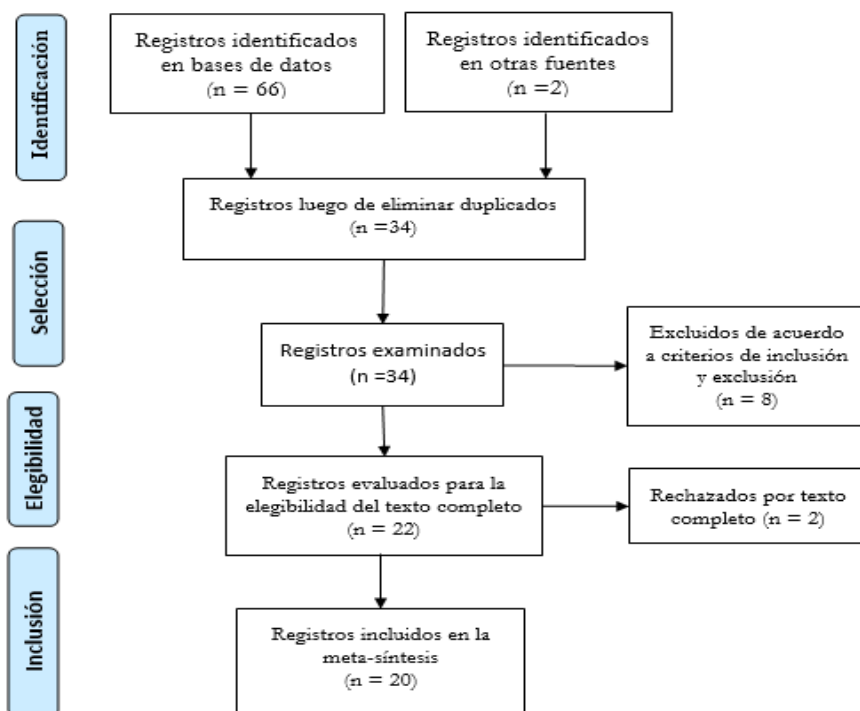 Identificación
Registros identificados
en bases de datos
(n = 66)
Registros identificados
en otras fuentes
(n =2)
Registros luego de eliminar duplicados
(n =34)
Selección
Registros examinados
(n =34)
Excluidos de acuerdo
a criterios de inclusión
y exclusión
(n = 8)
Elegibilidad
Registros evaluados para la
elegibilidad del texto completo
(n = 22)
Rechazados por texto
completo (n = 2)
Inclusión
Registros incluidos en la
meta-síntesis
(n = 20)